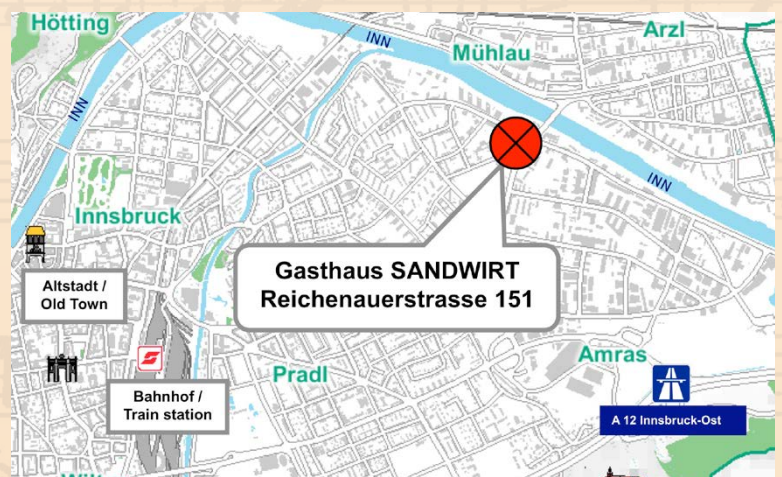 Hötting
INN
Mühlau
Arzl
INN
Innsbruck
INN
Gasthaus SANDWIRT
Reichenauerstrasse 151
Altstadt /
Old Town
Bahnhof /
Train station
Pradl
Amras
A 12 Innsbruck-Ost